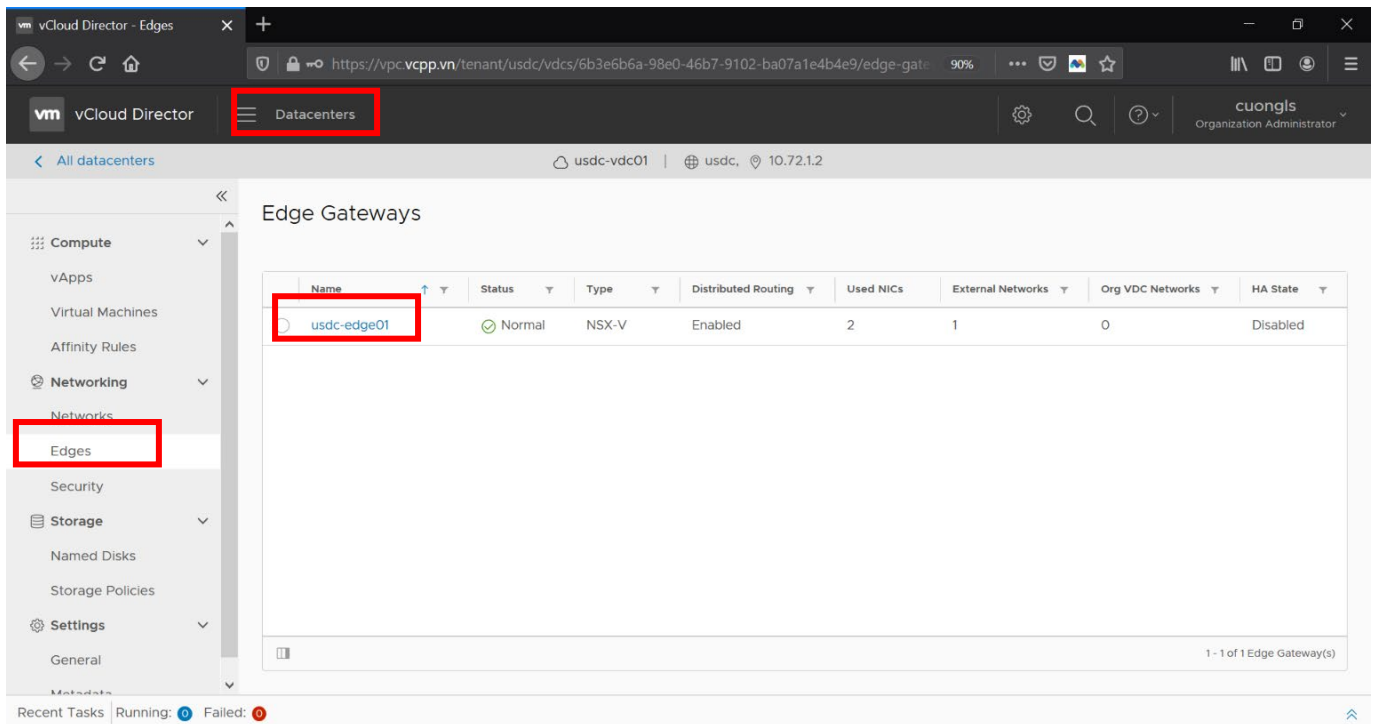 vm vCloud Director - Edges
https://vpc.vcpp.vn/tenant/usdc/vdcs/6b3e6b6a-98e0-46b7-9102-ba07a1e4b4e9/edge-gate 90%
vm vCloud Director Datacenters cuongls
Organization Administrator
All datacenters usdc-vdc01 | usdc, 10.72.1.2
Edge Gateways
Compute
vApps
Virtual Machines
Affinity Rules
Networking
Networks
Edges
Security
Storage
Named Disks
Storage Policies
Settings
General
Metadata
Name Status Type Distributed Routing Used NICs External Networks Org VDC Networks HA State
usdc-edge01 Normal NSX-V Enabled 2 1 0 Disabled
1 - 1 of 1 Edge Gateway(s)
Recent Tasks Running: 0 Failed: 0